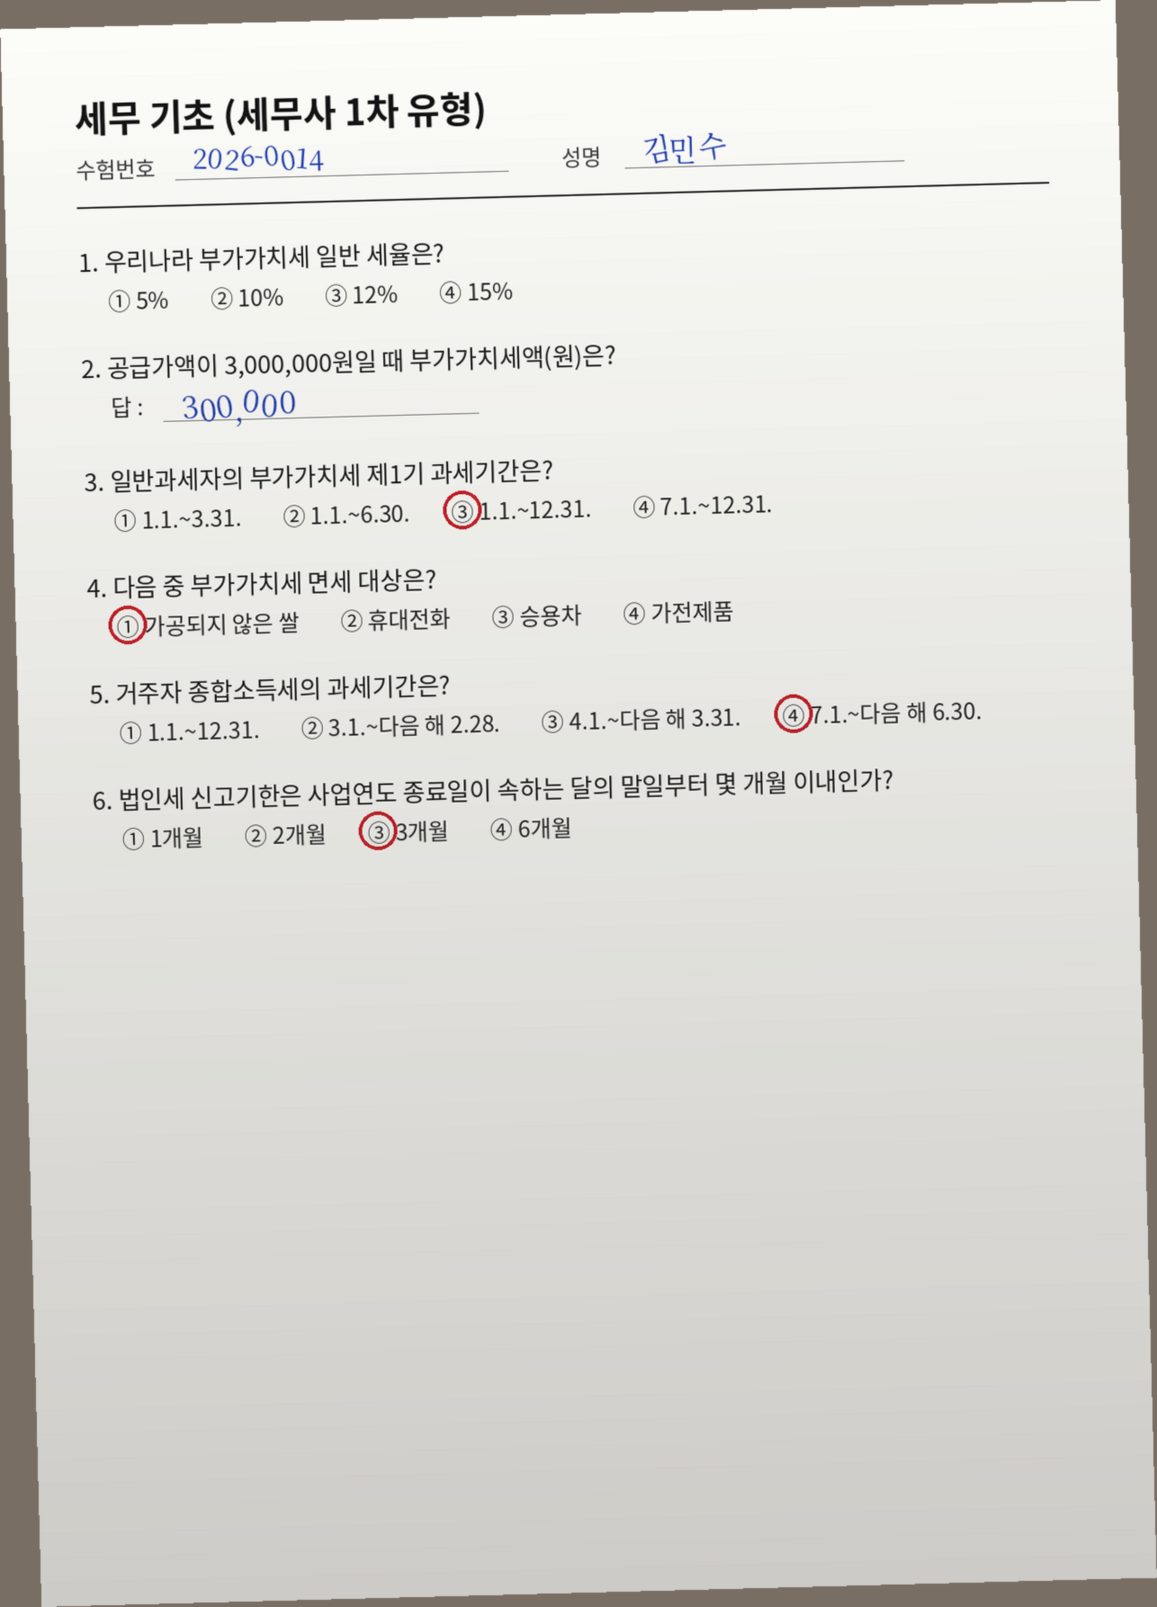 세무 기초 (세무사 1차 유형)
수험번호 2026-0014 성명 김민수
1. 우리나라 부가가치세 일반 세율은?
① 5% ② 10% ③ 12% ④ 15%
2. 공급가액이 3,000,000원일 때 부가가치세액(원)은?
답 : 300,000
3. 일반과세자의 부가가치세 제1기 과세기간은?
① 1.1.~3.31. ② 1.1.~6.30. ③ 1.1.~12.31. ④ 7.1.~12.31.
4. 다음 중 부가가치세 면세 대상은?
① 가공되지 않은 쌀 ② 휴대전화 ③ 승용차 ④ 가전제품
5. 거주자 종합소득세의 과세기간은?
① 1.1.~12.31. ② 3.1.~다음 해 2.28. ③ 4.1.~다음 해 3.31. ④ 7.1.~다음 해 6.30.
6. 법인세 신고기한은 사업연도 종료일이 속하는 달의 말일부터 몇 개월 이내인가?
① 1개월 ② 2개월 ③ 3개월 ④ 6개월